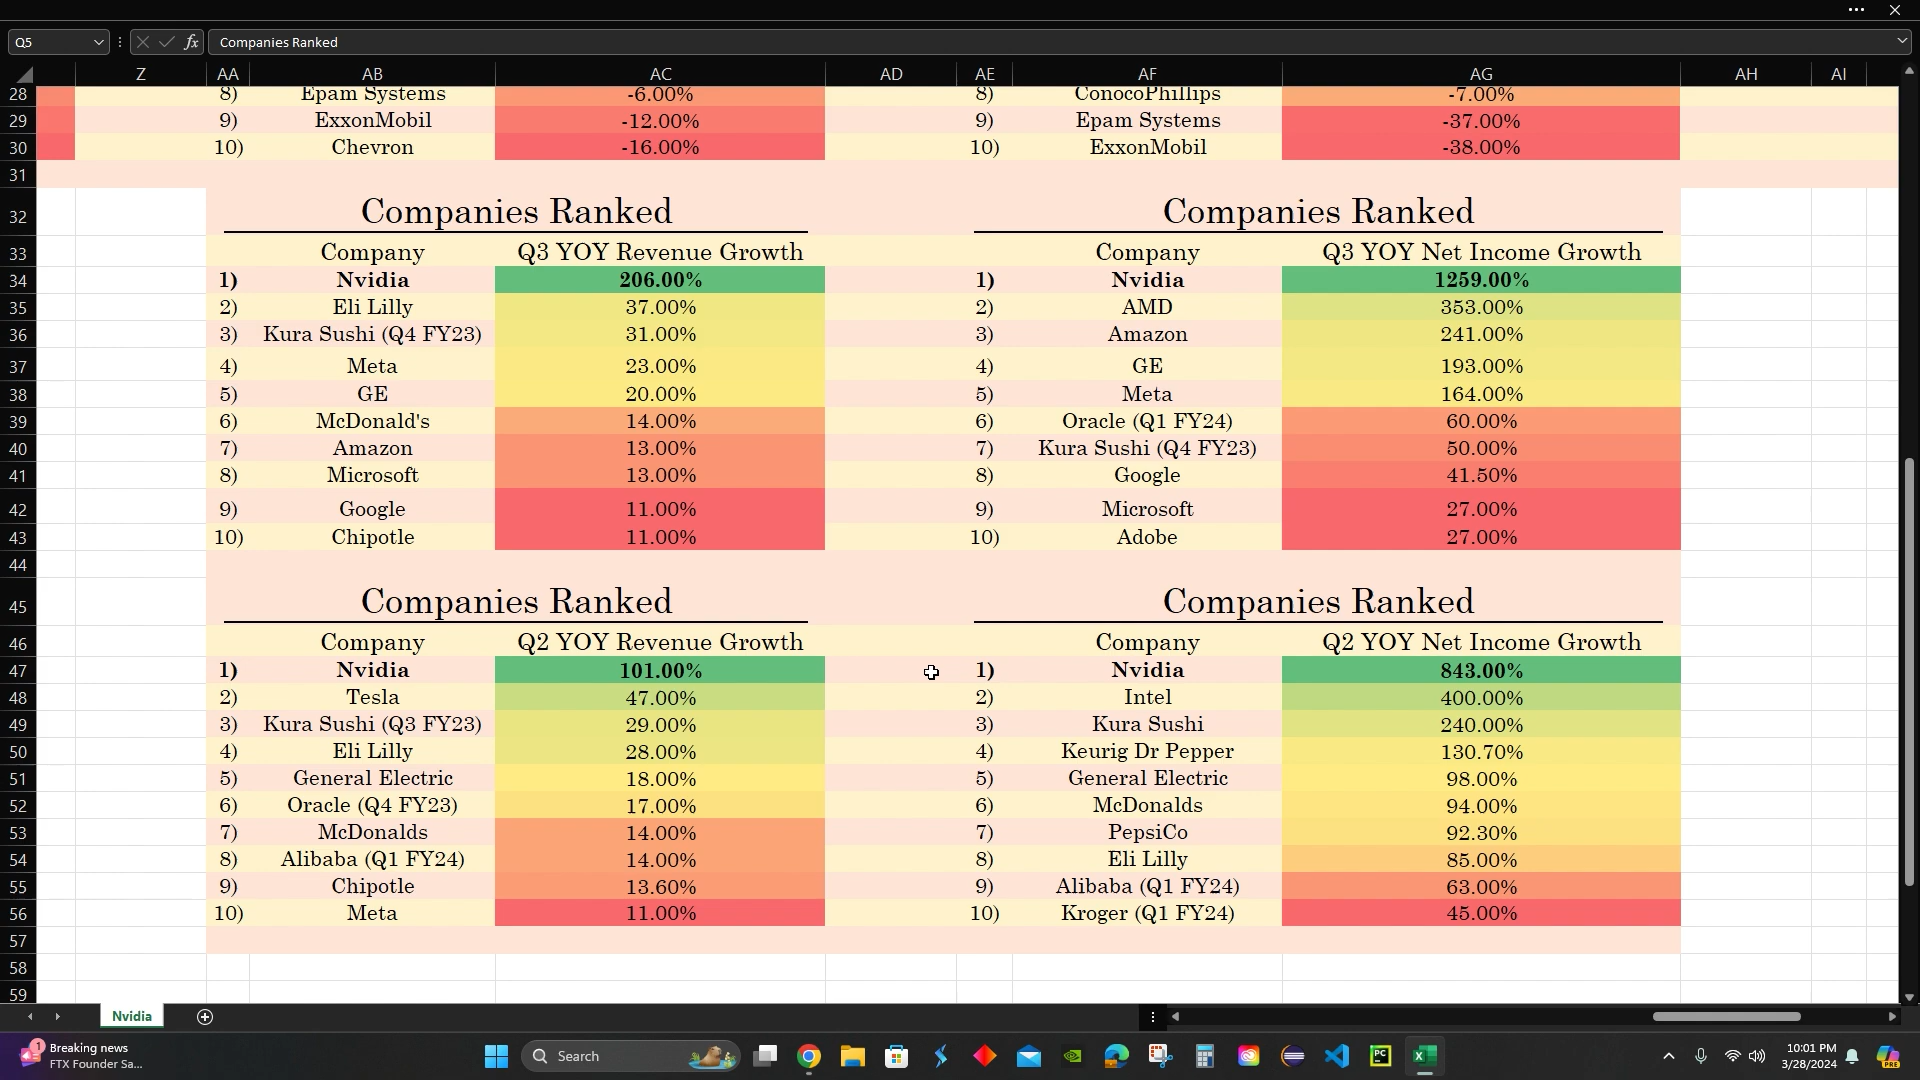 Q5 Companies Ranked
Z AA AB AC AD AE AF AG AH AI
28 8) Epam Systems -6.00% 8) ConocoPhillips -7.00%
29 9) ExxonMobil -12.00% 9) Epam Systems -37.00%
30 10) Chevron -16.00% 10) ExxonMobil -38.00%
31
32 Companies Ranked Companies Ranked
33 Company Q3 YOY Revenue Growth Company Q3 YOY Net Income Growth
34 1) Nvidia 206.00% 1) Nvidia 1259.00%
35 2) Eli Lilly 37.00% 2) AMD 353.00%
36 3) Kura Sushi (Q4 FY23) 31.00% 3) Amazon 241.00%
37 4) Meta 23.00% 4) GE 193.00%
38 5) GE 20.00% 5) Meta 164.00%
39 6) McDonald's 14.00% 6) Oracle (Q1 FY24) 60.00%
40 7) Amazon 13.00% 7) Kura Sushi (Q4 FY23) 50.00%
41 8) Microsoft 13.00% 8) Google 41.50%
42 9) Google 11.00% 9) Microsoft 27.00%
43 10) Chipotle 11.00% 10) Adobe 27.00%
44
45 Companies Ranked Companies Ranked
46 Company Q2 YOY Revenue Growth Company Q2 YOY Net Income Growth
47 1) Nvidia 101.00% 1) Nvidia 843.00%
48 2) Tesla 47.00% 2) Intel 400.00%
49 3) Kura Sushi (Q3 FY23) 29.00% 3) Kura Sushi 240.00%
50 4) Eli Lilly 28.00% 4) Keurig Dr Pepper 130.70%
51 5) General Electric 18.00% 5) General Electric 98.00%
52 6) Oracle (Q4 FY23) 17.00% 6) McDonalds 94.00%
53 7) McDonalds 14.00% 7) PepsiCo 92.30%
54 8) Alibaba (Q1 FY24) 14.00% 8) Eli Lilly 85.00%
55 9) Chipotle 13.60% 9) Alibaba (Q1 FY24) 63.00%
56 10) Meta 11.00% 10) Kroger (Q1 FY24) 45.00%
57
58
59
Nvidia
1 Breaking news Search PC 10:01 PM PRE
FTX Founder Sa... 3/28/2024